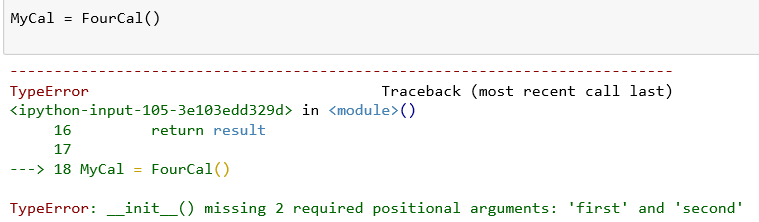 MyCal = FourCal()
---------------------------------------------------------------------------
TypeError                                 Traceback (most recent call last)
<ipython-input-105-3e103edd329d> in <module>()
     16         return result
     17
---> 18 MyCal = FourCal()
TypeError: __init__() missing 2 required positional arguments: 'first' and 'second'